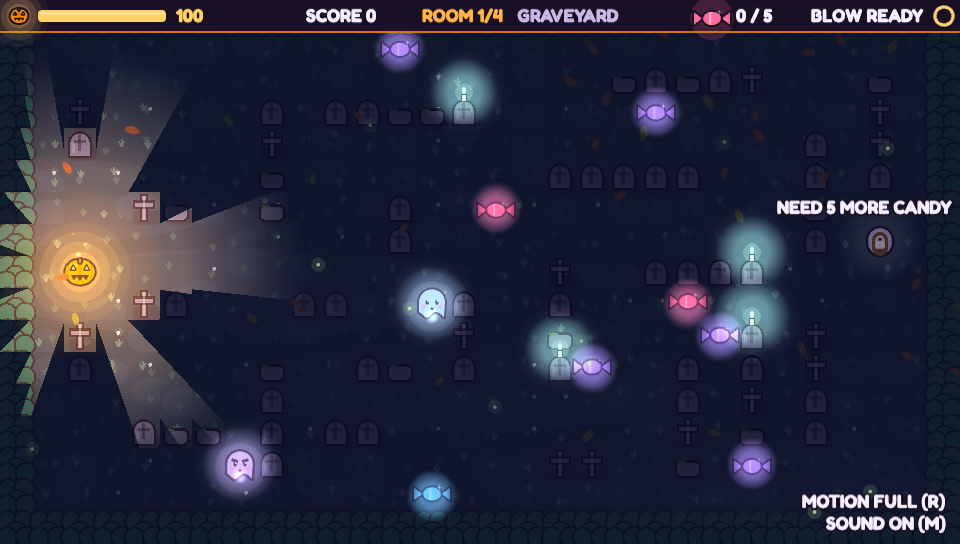 100 SCORE 0 ROOM 1/4 GRAVEYARD 0 / 5 BLOW READY
NEED 5 MORE CANDY
MOTION FULL (R)
SOUND ON (M)